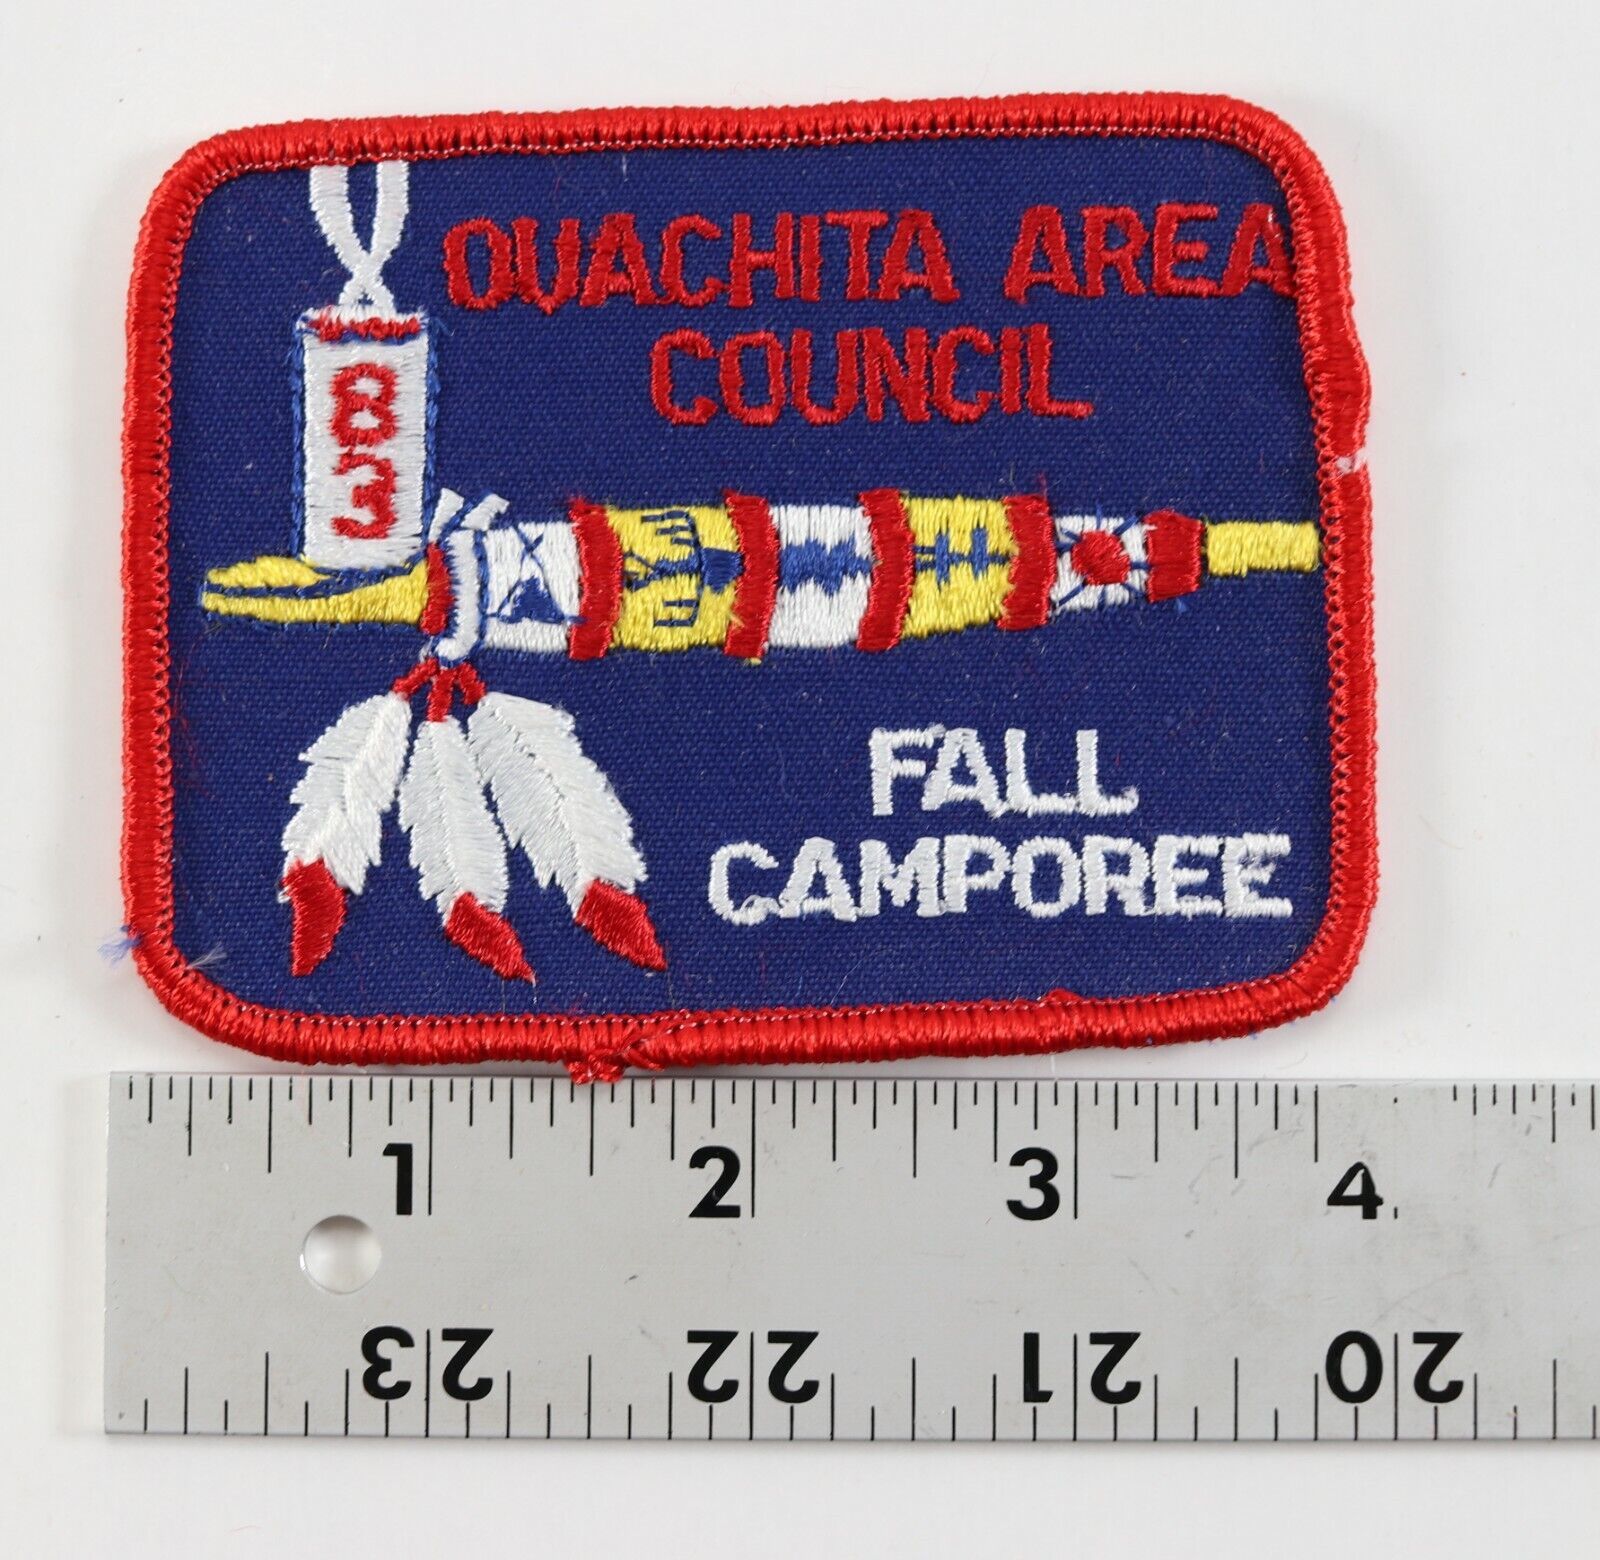 OUACHITA AREA
COUNCIL
83
FALL
CAMPOREE
1 2 3 4
23 22 21 20